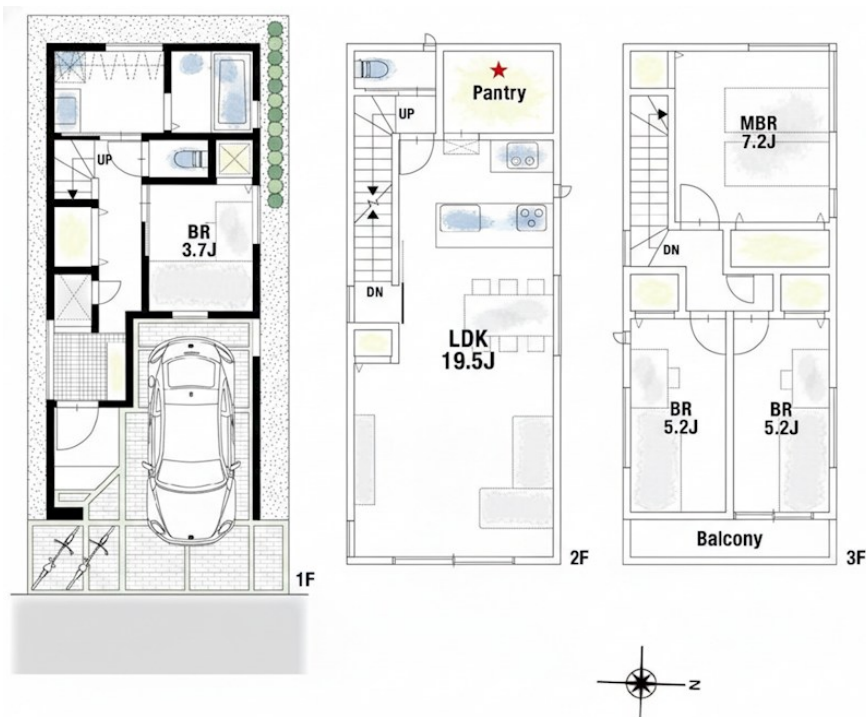 UP
BR
3.7J
1F
Pantry
UP
DN
LDK
19.5J
2F
MBR
7.2J
DN
BR
5.2J
BR
5.2J
Balcony
3F
N